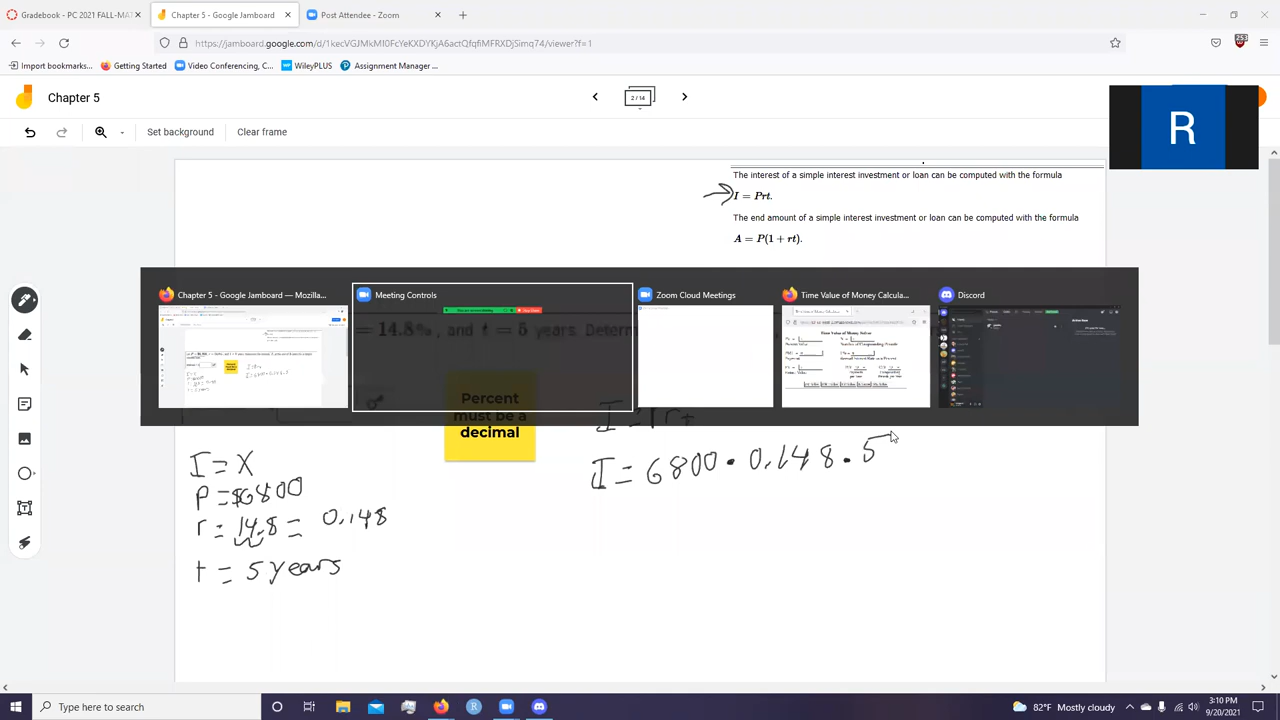 Gradebook - PC 2021 FALL-MAT
Chapter 5 - Google Jamboard
Post Attendee - Zoom
https://jamboard.google.com/d/1kecVGJMkMI0FcYeKXDYKjA6actQfqfiMFRXDjSimq74/viewer?f=1
Import bookmarks...
Getting Started
Video Conferencing, C...
WileyPLUS
Assignment Manager ...
Chapter 5
2 / 14
Set background
Clear frame
R
The interest of a simple interest investment or loan can be computed with the formula
I = Prt.
The end amount of a simple interest investment or loan can be computed with the formula
A = P(1 + rt).
Chapter 5 - Google Jamboard — Mozilla...
Meeting Controls
Zoom Cloud Meetings
Time Value of Money Calcula...
Discord
= 14.8%, and t = 5
Percent
must be a
decimal
I = Prt
I = 6800 · 0.148 · 5
I = X
P = $6800
r = 14.8 = 0.148
t = 5 years
Type here to search
82°F Mostly cloudy
3:10 PM
9/20/2021